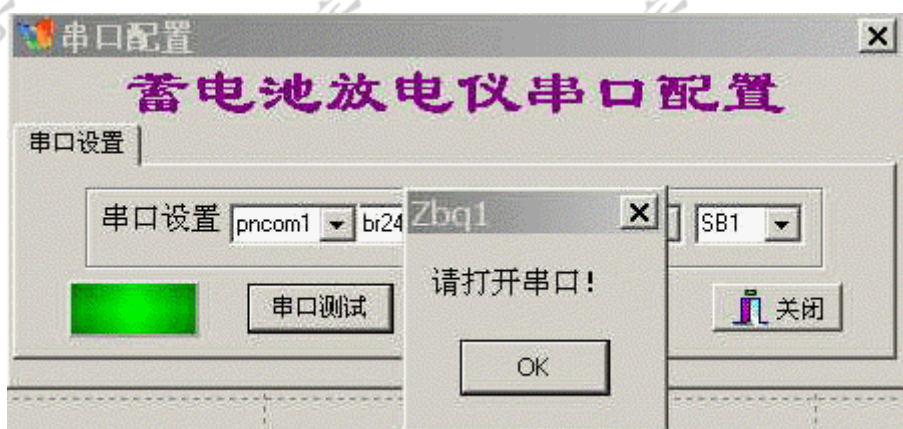 串口配置
蓄电池放电仪串口配置
串口设置
串口设置 pncom1 br24 SB1
Zbq1
请打开串口!
串口测试 关闭
OK